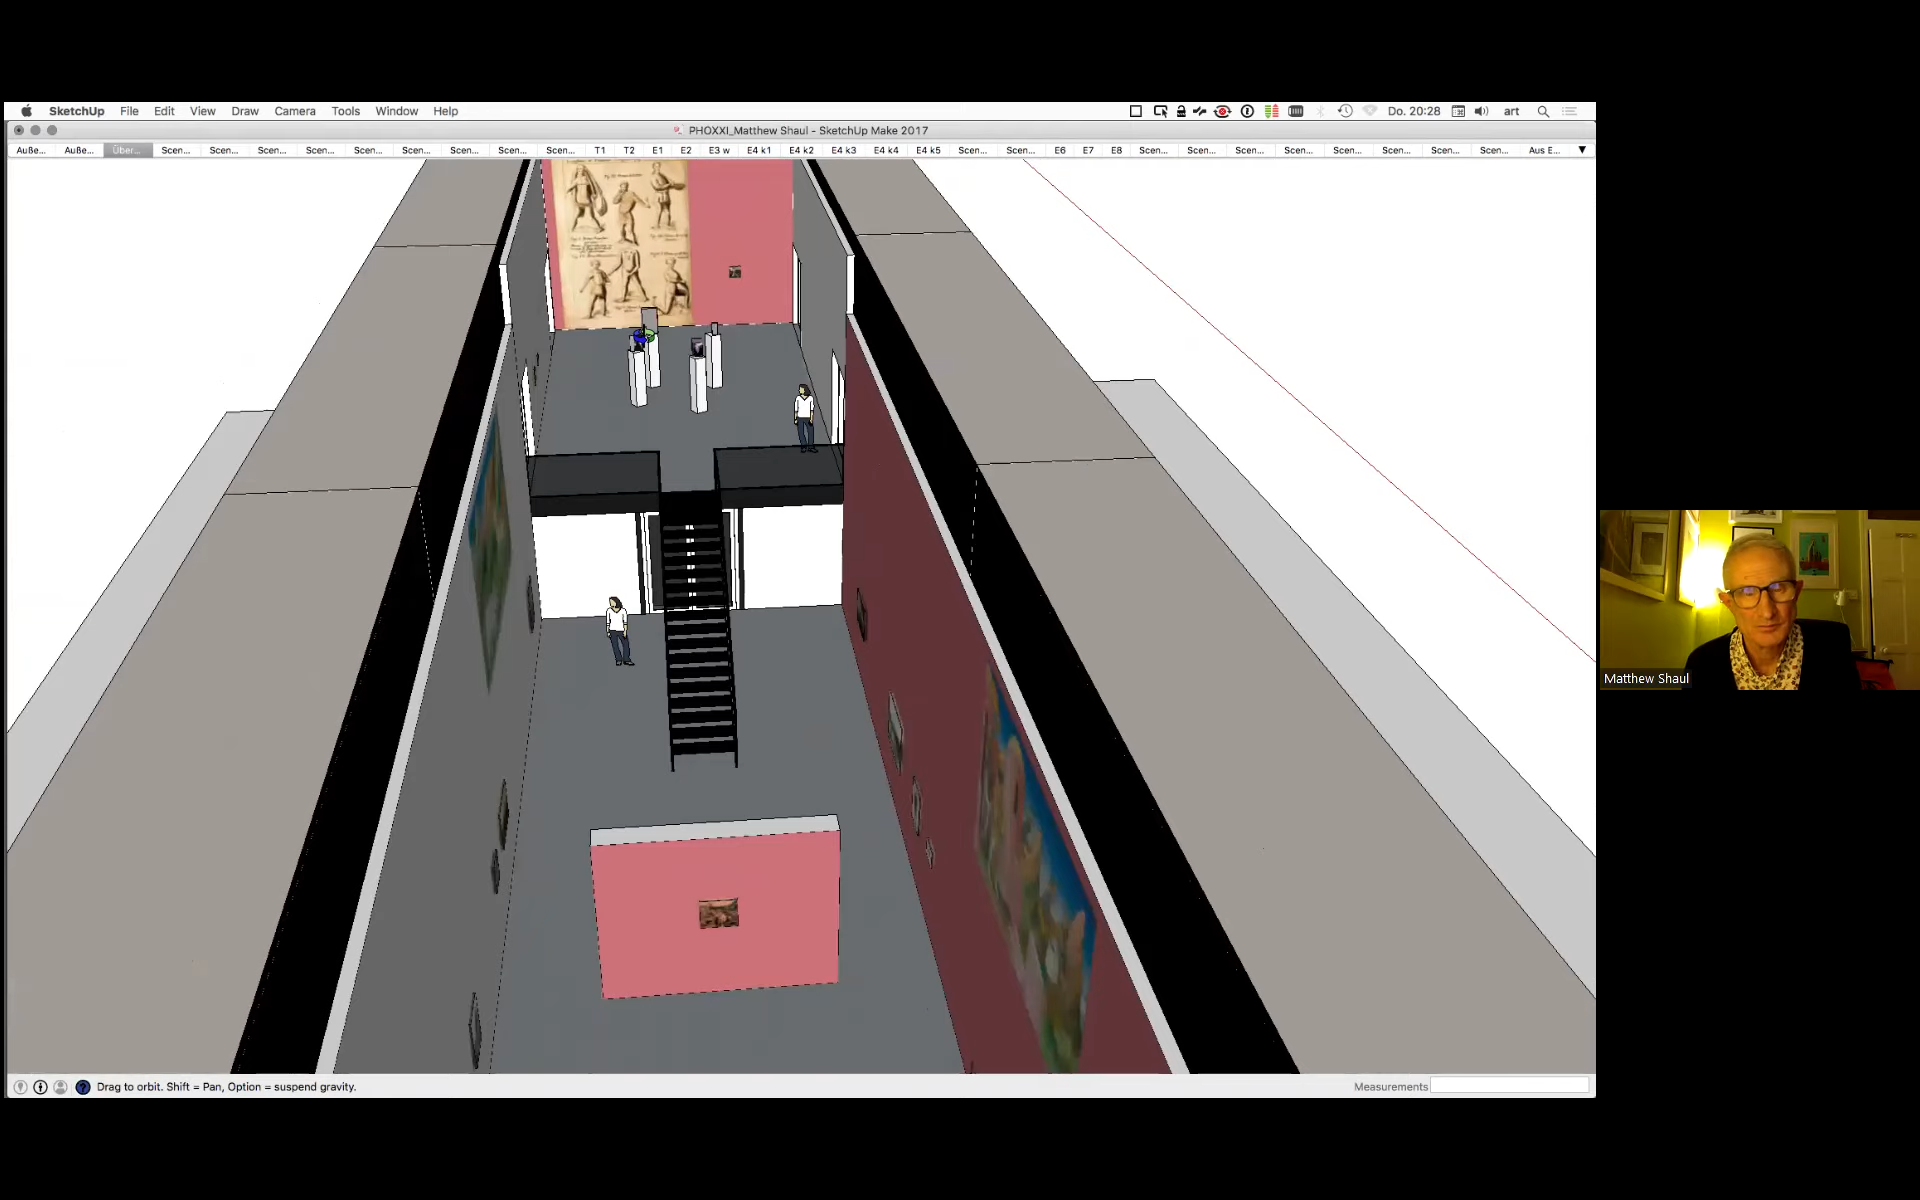 SketchUp File Edit View Draw Camera Tools Window Help Do. 20:28 art
PHOXXI_Matthew Shaul - SketchUp Make 2017
Auße... Auße... Über... Scen... Scen... Scen... Scen... Scen... Scen... Scen... Scen... Scen... T1 T2 E1 E2 E3 w E4 k1 E4 k2 E4 k3 E4 k4 E4 k5 Scen... Scen... E6 E7 E8 Scen... Scen... Scen... Scen... Scen... Scen... Scen... Scen... Aus E...
Matthew Shaul
Drag to orbit. Shift = Pan, Option = suspend gravity.
Measurements